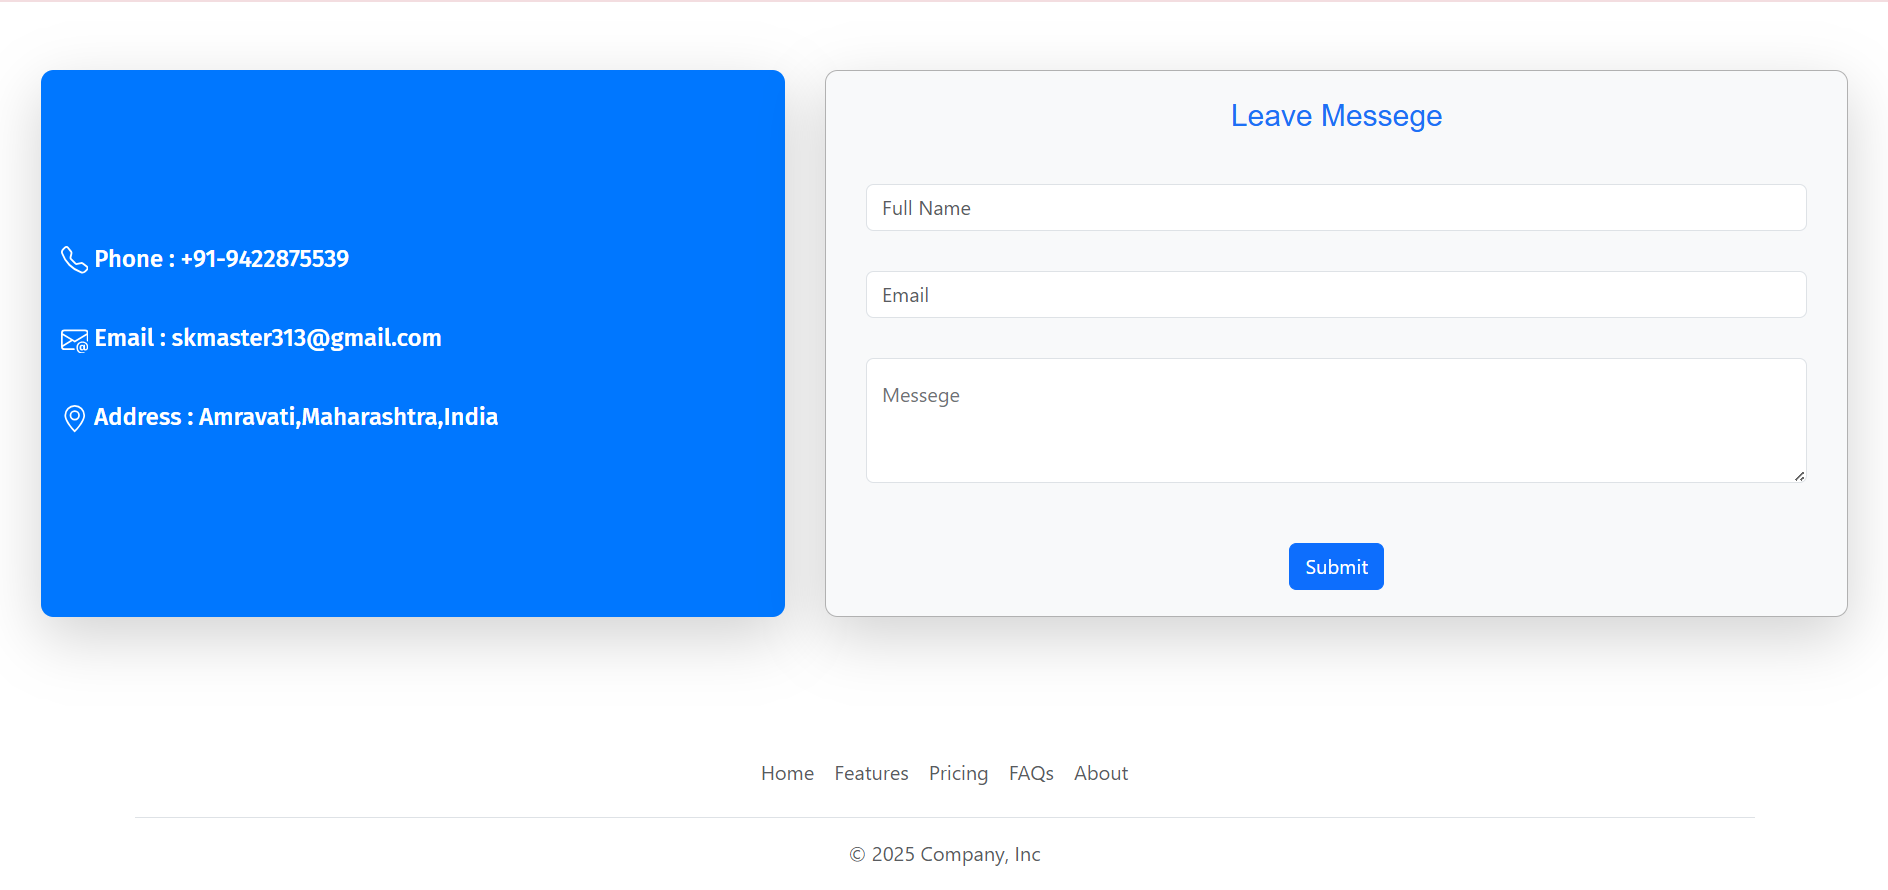 Phone : +91-9422875539
Email : skmaster313@gmail.com
Address : Amravati,Maharashtra,India
Leave Messege
Full Name
Email
Messege
Submit
Home Features Pricing FAQs About
© 2025 Company, Inc